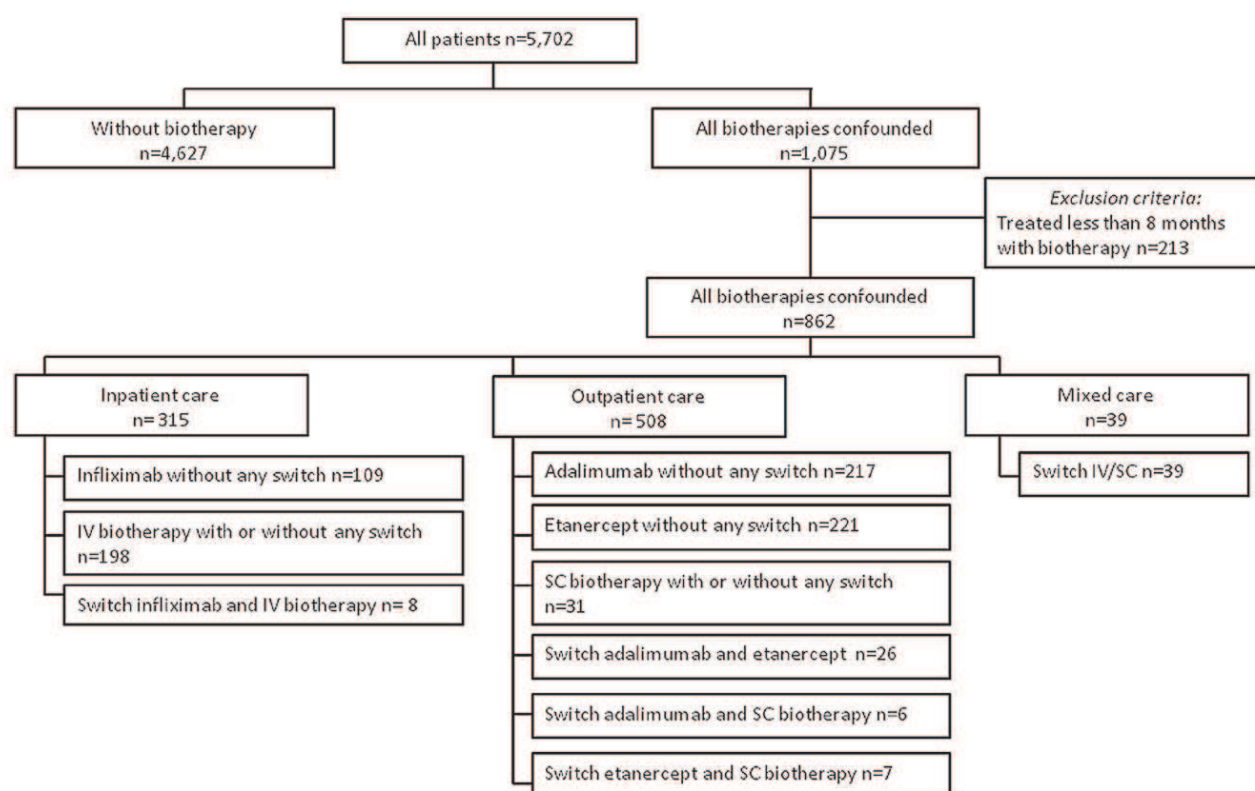 All patients n=5,702
Without biotherapy
n=4,627
All biotherapies confounded
n=1,075
Exclusion criteria:
Treated less than 8 months
with biotherapy n=213
All biotherapies confounded
n=862
Inpatient care
n= 315
Outpatient care
n= 508
Mixed care
n=39
Infliximab without any switch n=109
IV biotherapy with or without any switch
n=198
Switch infliximab and IV biotherapy n= 8
Adalimumab without any switch n=217
Etanercept without any switch n=221
SC biotherapy with or without any switch
n=31
Switch adalimumab and etanercept n=26
Switch adalimumab and SC biotherapy n=6
Switch etanercept and SC biotherapy n=7
Switch IV/SC n=39